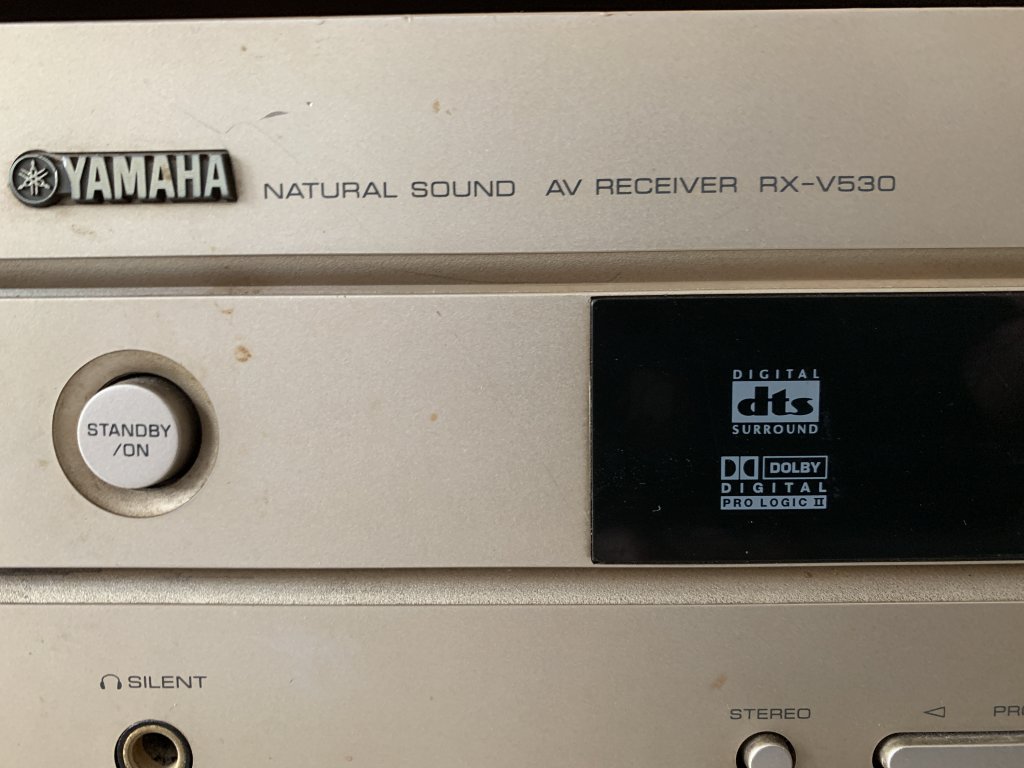 YAMAHA
NATURAL SOUND AV RECEIVER RX-V530
DIGITAL
dts
SURROUND
DOLBY
DIGITAL
PRO LOGIC II
STANDBY
/ON
SILENT
STEREO